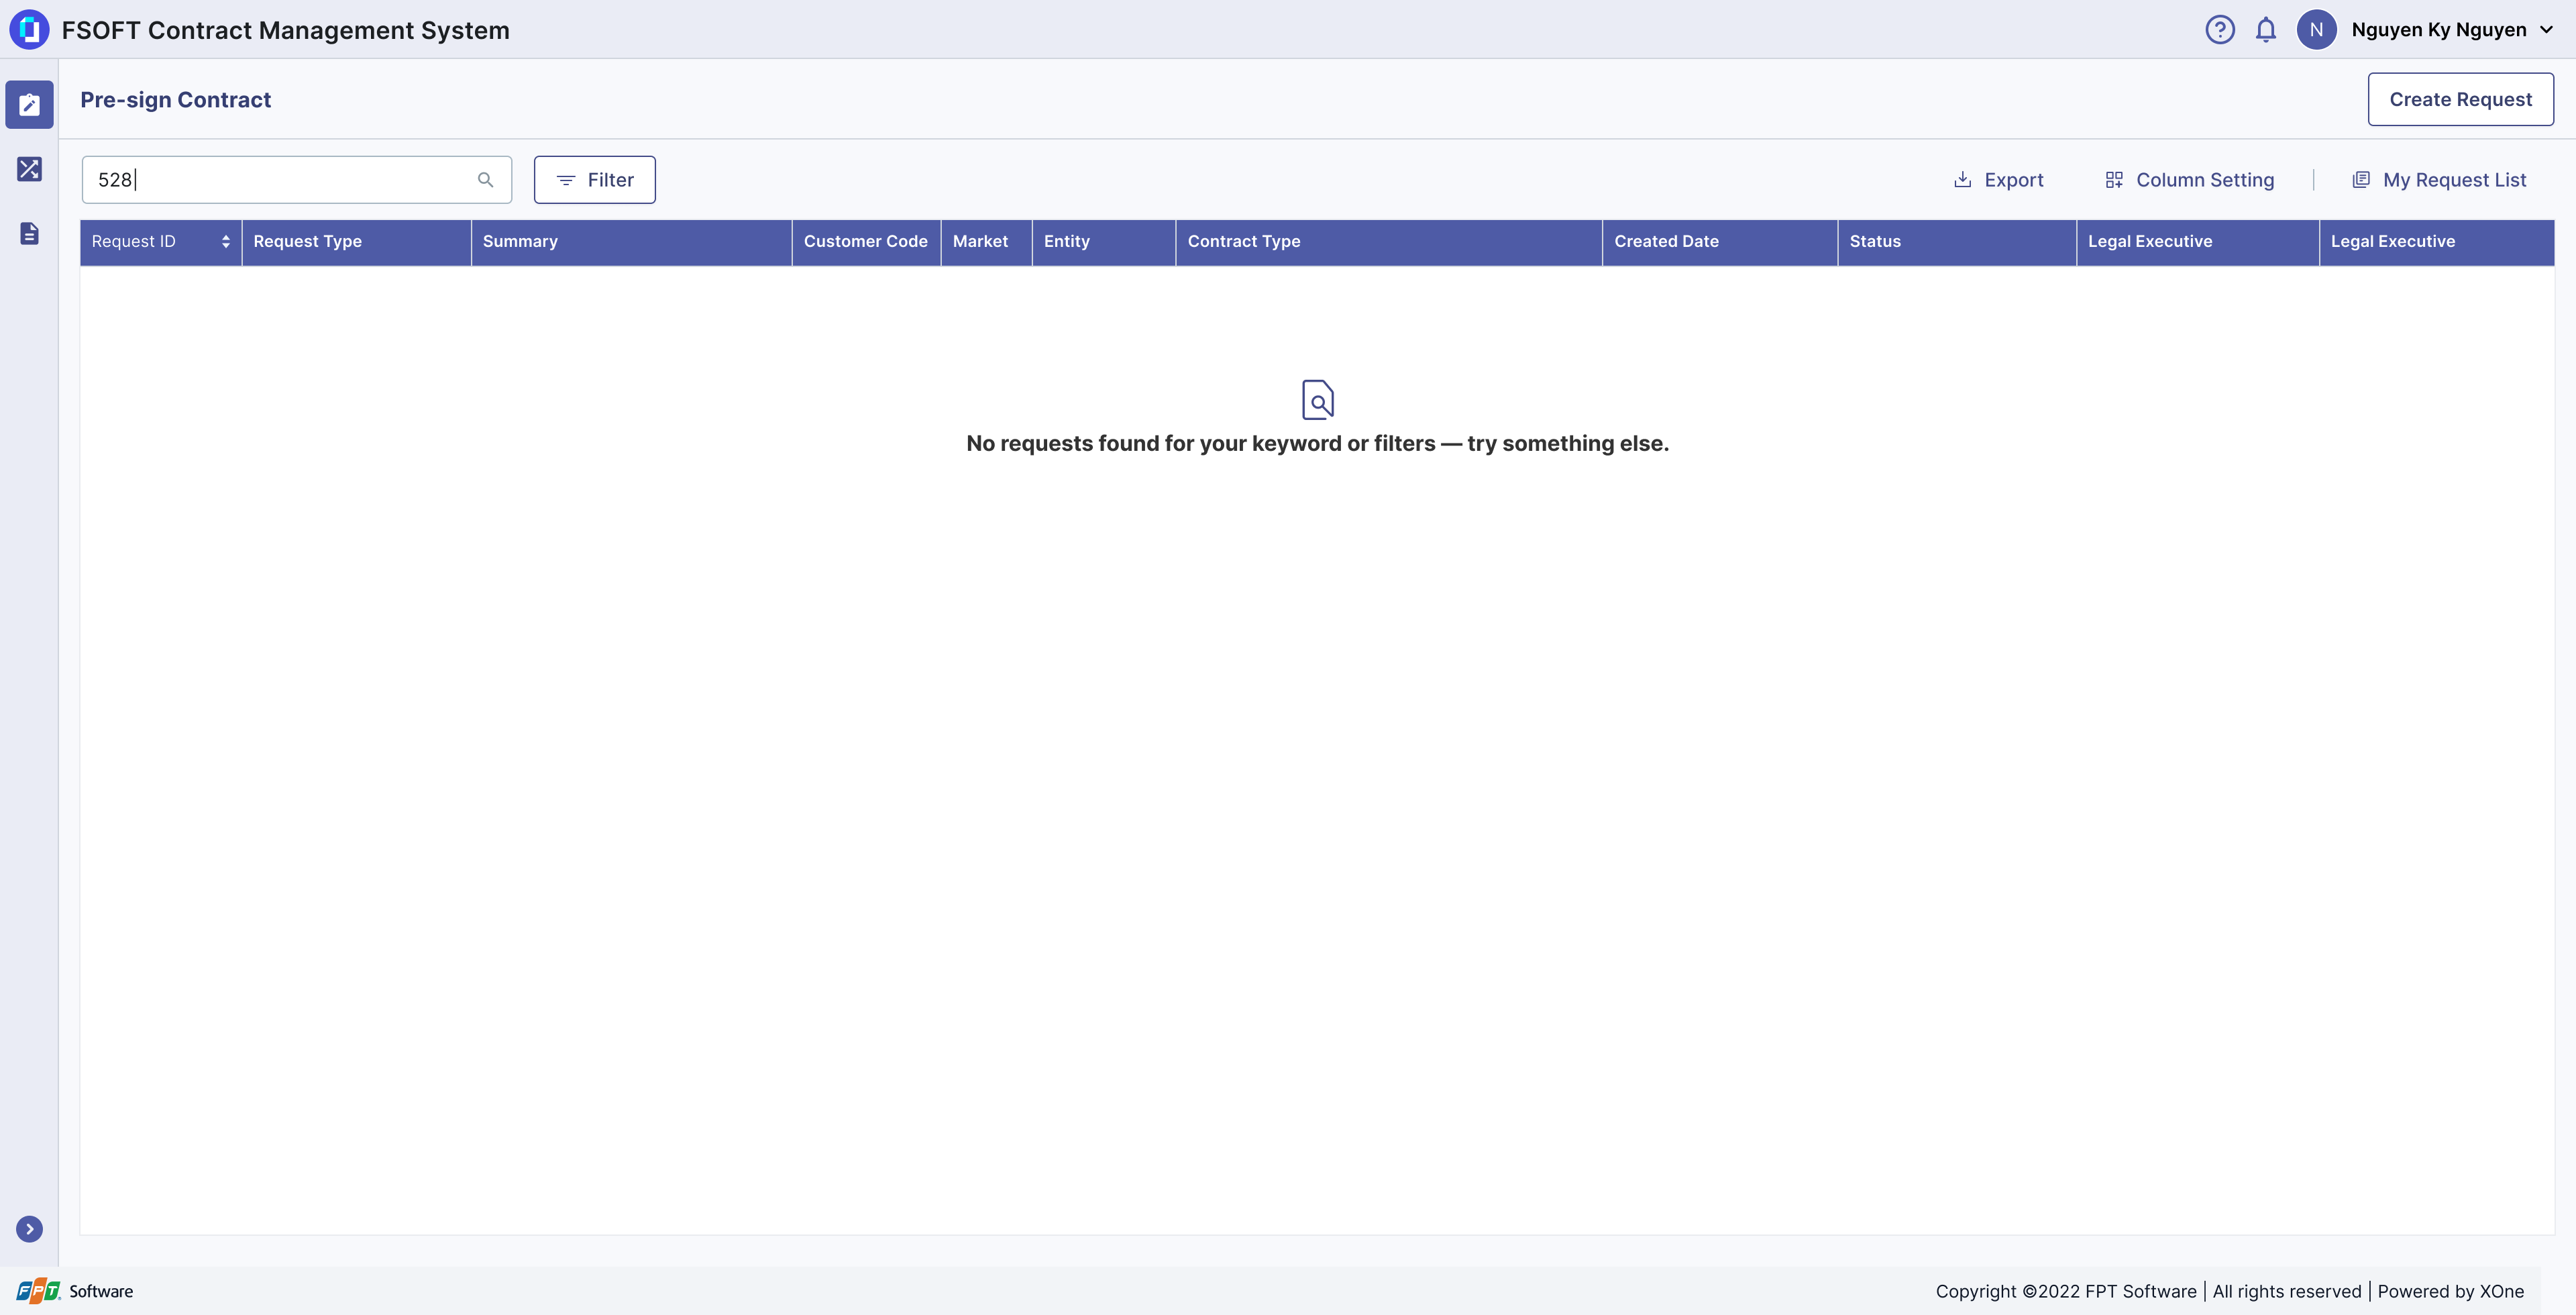 FSOFT Contract Management System
N
Nguyen Ky Nguyen
Pre-sign Contract
Create Request
528
Filter
Export
Column Setting
My Request List
Request ID
Request Type
Summary
Customer Code
Market
Entity
Contract Type
Created Date
Status
Legal Executive
Legal Executive
No requests found for your keyword or filters — try something else.
FPT Software
Copyright ©2022 FPT Software | All rights reserved | Powered by XOne